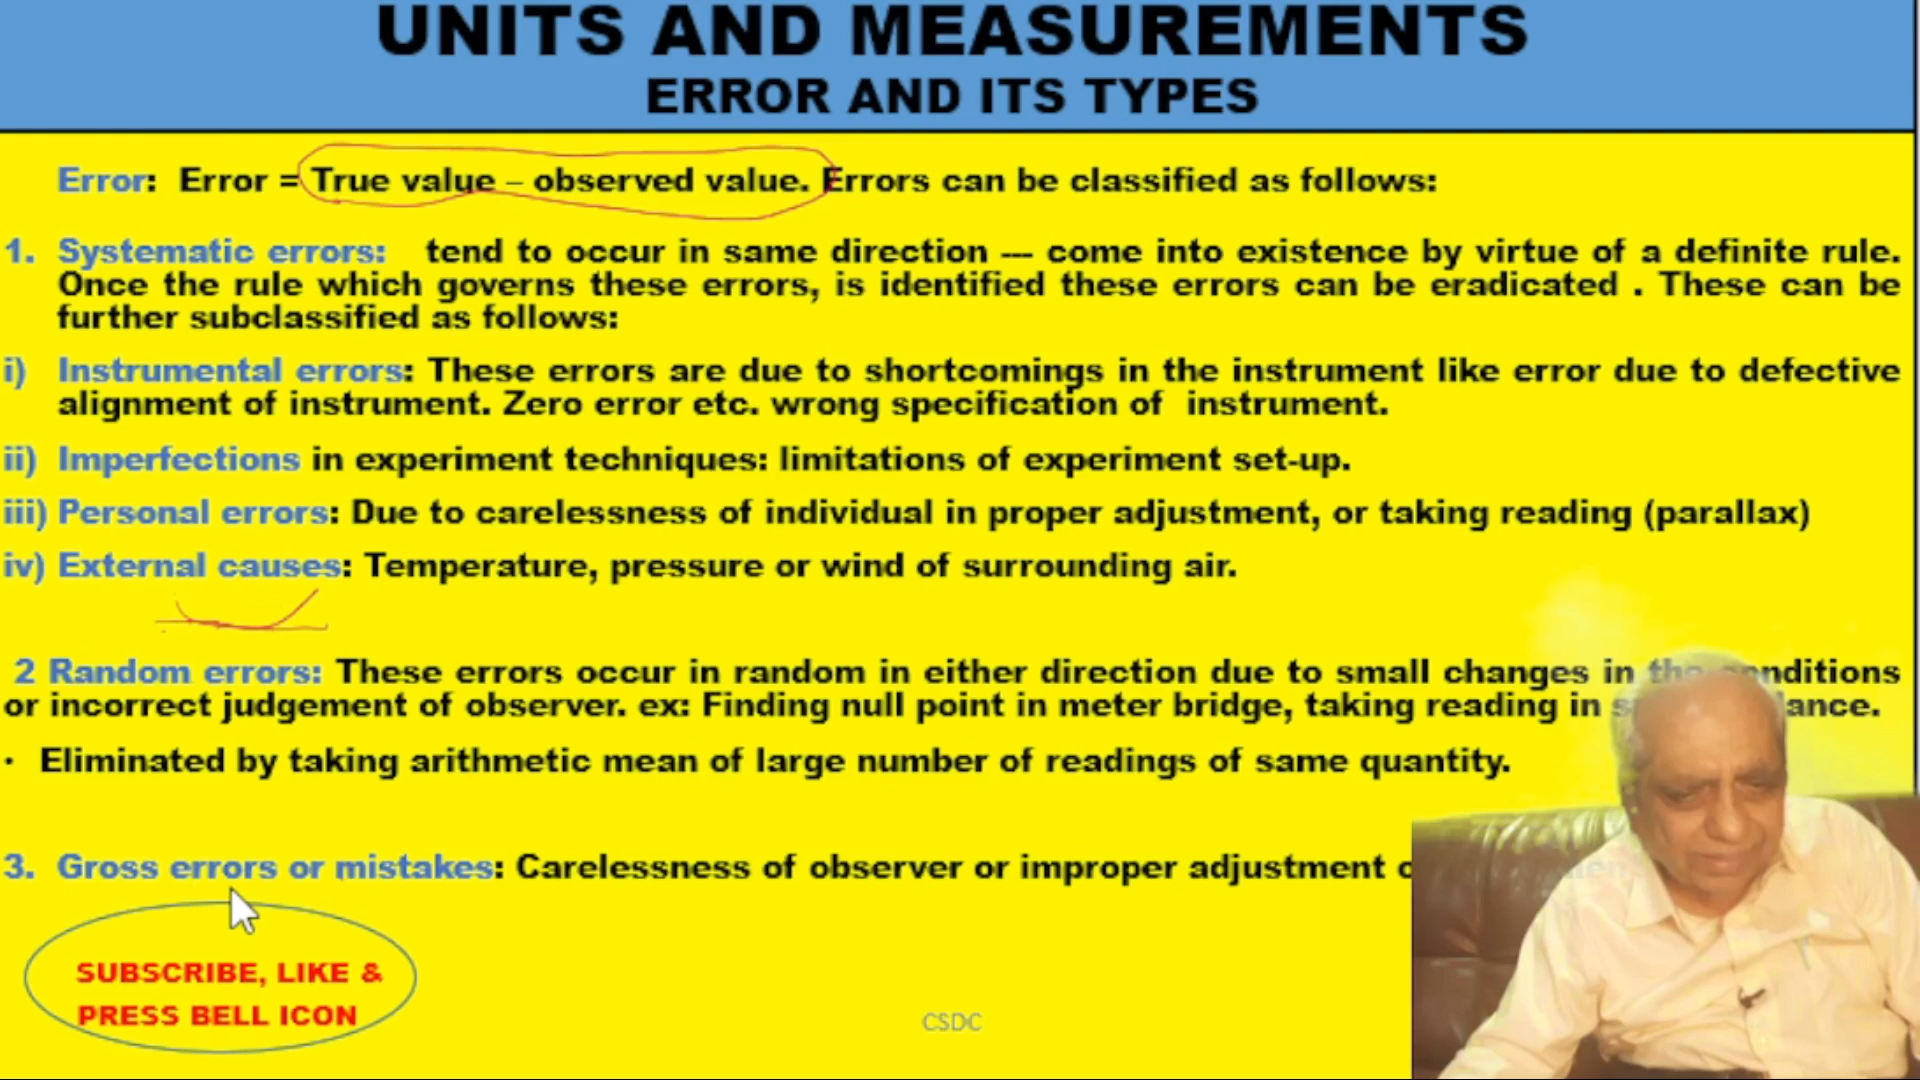 UNITS AND MEASUREMENTS
ERROR AND ITS TYPES
Error: Error = True value – observed value. Errors can be classified as follows:
1. Systematic errors: tend to occur in same direction --- come into existence by virtue of a definite rule.
Once the rule which governs these errors, is identified these errors can be eradicated . These can be
further subclassified as follows:
i) Instrumental errors: These errors are due to shortcomings in the instrument like error due to defective
alignment of instrument. Zero error etc. wrong specification of instrument.
ii) Imperfections in experiment techniques: limitations of experiment set-up.
iii) Personal errors: Due to carelessness of individual in proper adjustment, or taking reading (parallax)
iv) External causes: Temperature, pressure or wind of surrounding air.
2 Random errors: These errors occur in random in either direction due to small changes in the conditions
or incorrect judgement of observer. ex: Finding null point in meter bridge, taking reading in
• Eliminated by taking arithmetic mean of large number of readings of same quantity.
3. Gross errors or mistakes: Carelessness of observer or improper adjustment
SUBSCRIBE, LIKE &
PRESS BELL ICON
CSDC